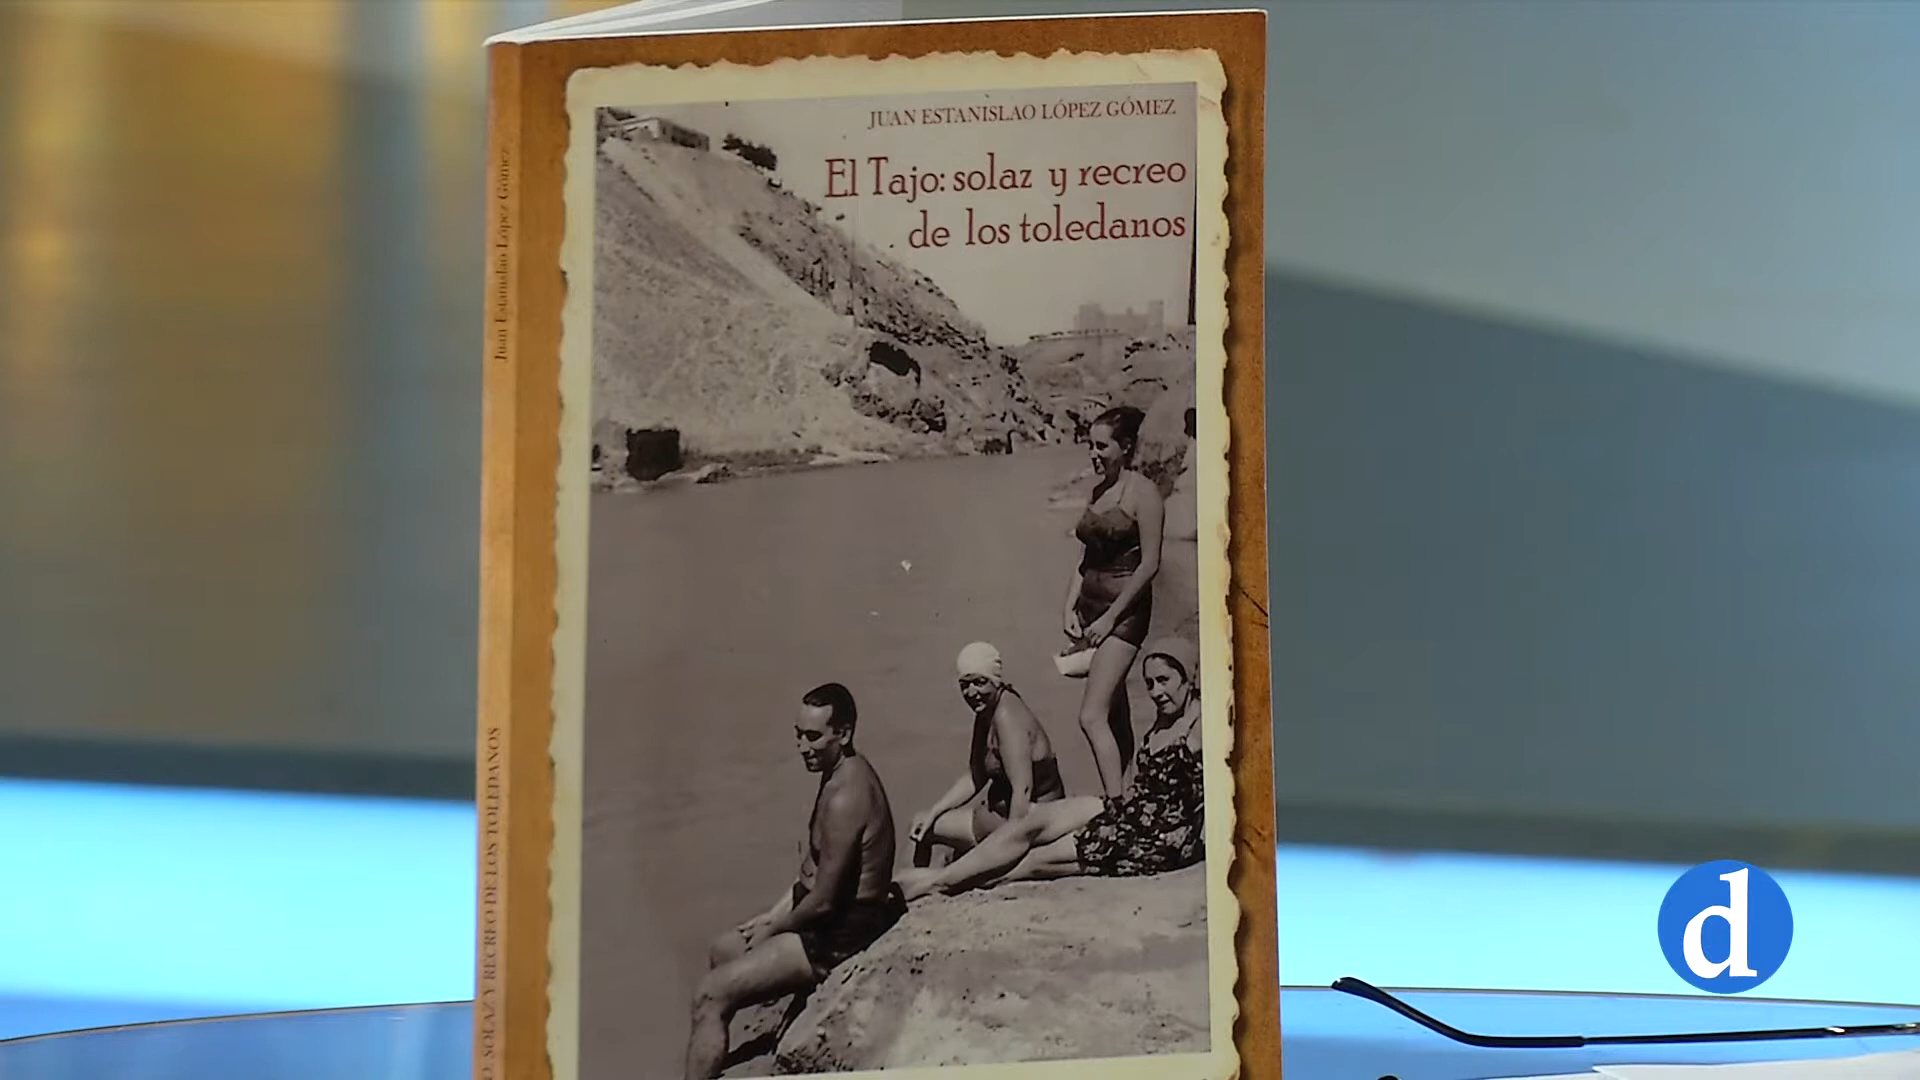 JUAN ESTANISLAO LÓPEZ GÓMEZ
El Tajo: solaz y recreo
de los toledanos
Juan Estanislao López Gómez
O: SOLAZ Y RECREO DE LOS TOLEDANOS
d